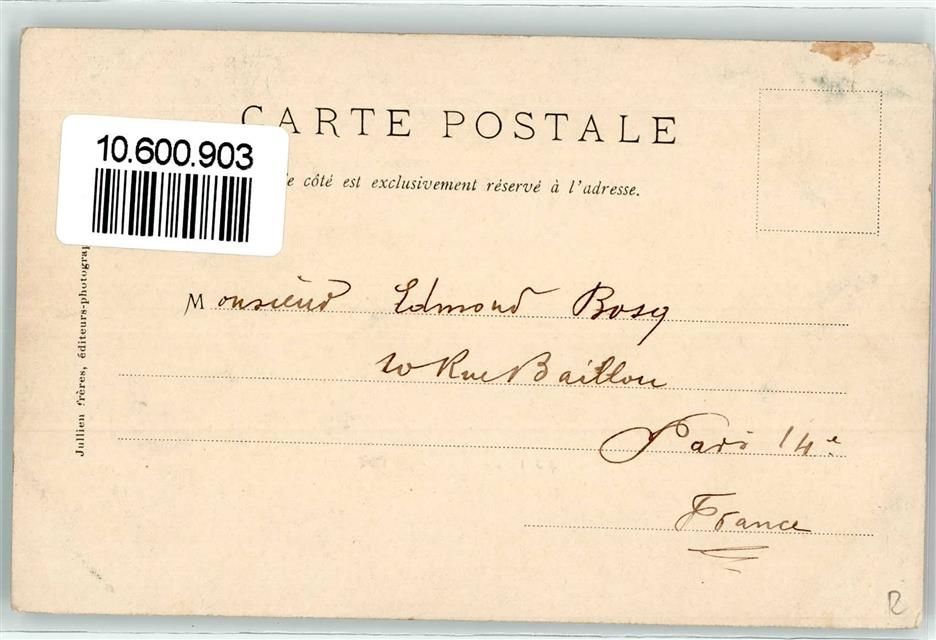 CARTE POSTALE
10.600.903
côté est exclusivement réservé à l'adresse.
Jullien frères, éditeurs-photograp
Monsieur Edmond Bosy
10 Rue Baillou
Paris 14e
France
R